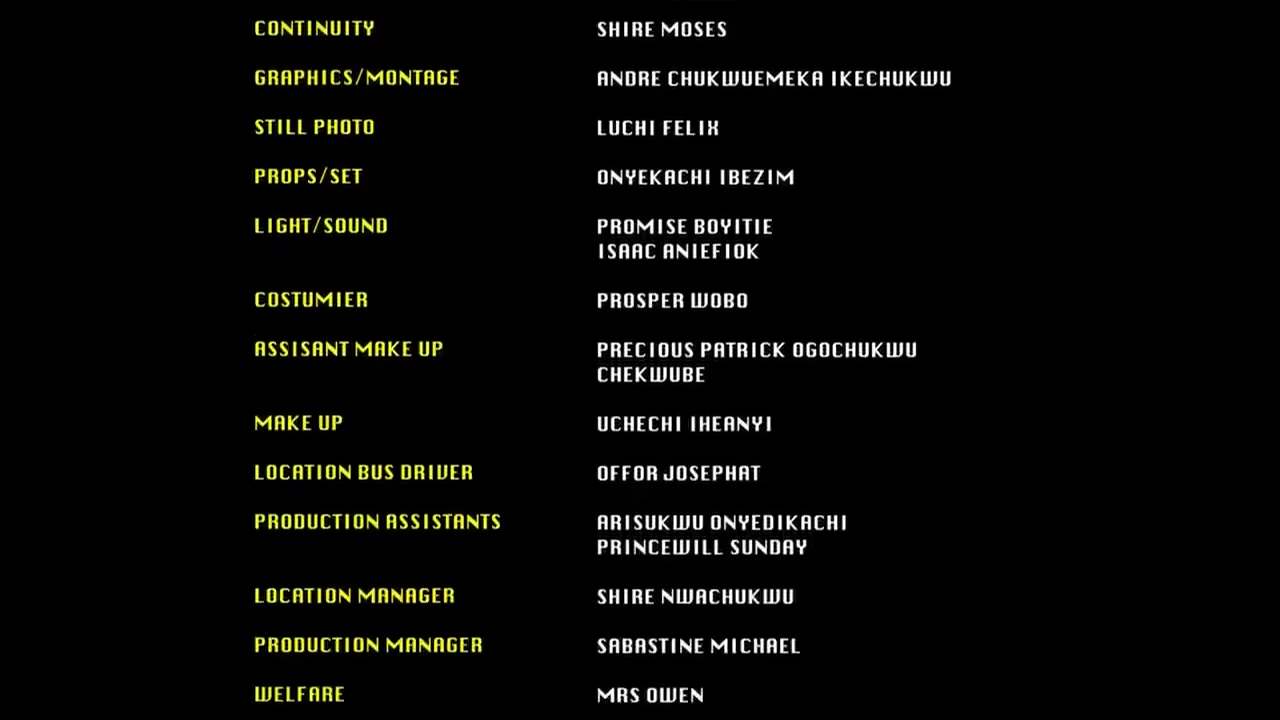 CONTINUITY SHIRE MOSES
GRAPHICS/MONTAGE ANDRE CHUKWUEMEKA IKECHUKWU
STILL PHOTO LUCHI FELIX
PROPS/SET ONYEKACHI IBEZIM
LIGHT/SOUND PROMISE BOYITIE
ISAAC ANIEFIOK
COSTUMIER PROSPER WOBO
ASSISANT MAKE UP PRECIOUS PATRICK OGOCHUKWU
CHEKWUBE
MAKE UP UCHECHI IHEANYI
LOCATION BUS DRIVER OFFOR JOSEPHAT
PRODUCTION ASSISTANTS ARISUKWU ONYEDIKACHI
PRINCEWILL SUNDAY
LOCATION MANAGER SHIRE NWACHUKWU
PRODUCTION MANAGER SABASTINE MICHAEL
WELFARE MRS OWEN